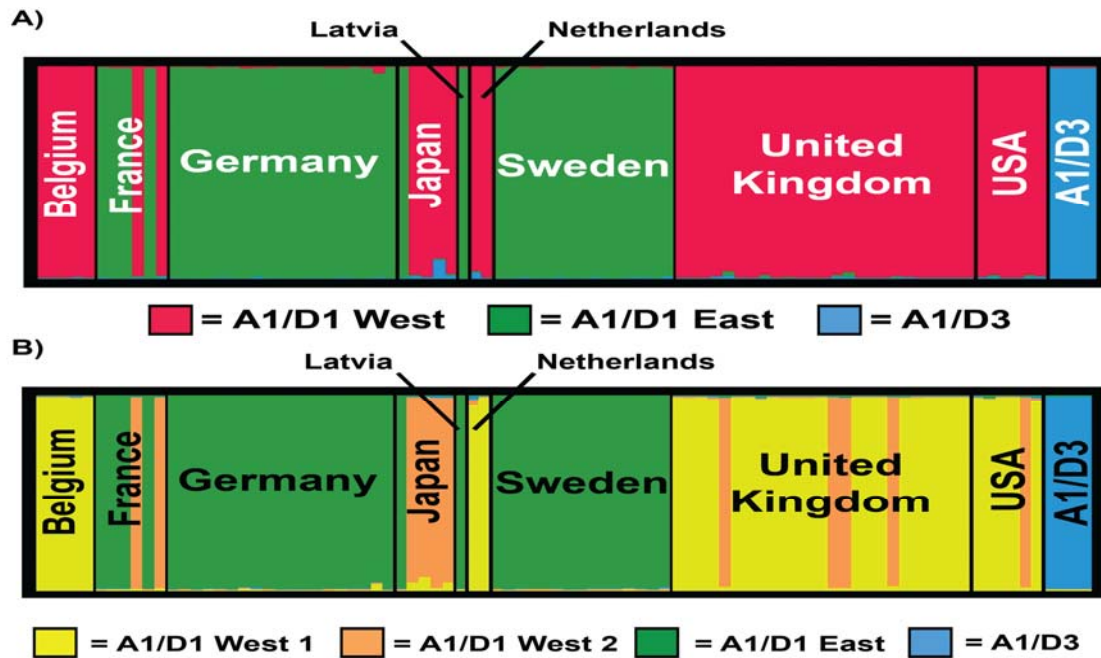 A)
Latvia
Netherlands
Belgium
France
Germany
Japan
Sweden
United
Kingdom
USA
A1/D3
= A1/D1 West
= A1/D1 East
= A1/D3
B)
Latvia
Netherlands
Belgium
France
Germany
Japan
Sweden
United
Kingdom
USA
A1/D3
= A1/D1 West 1
= A1/D1 West 2
= A1/D1 East
= A1/D3